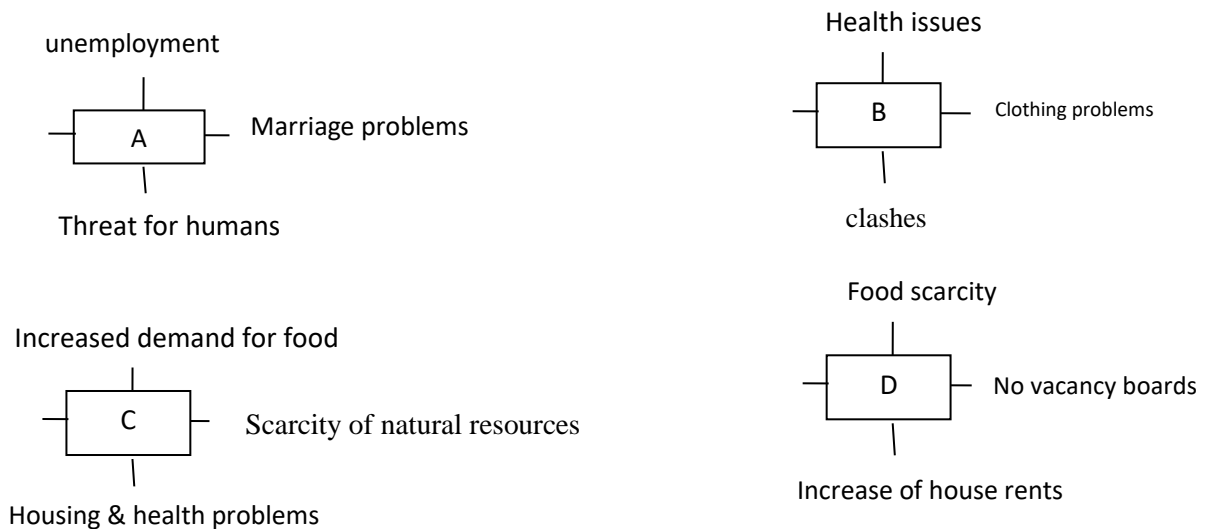 unemployment
A
Marriage problems
Threat for humans
Health issues
B
Clothing problems
clashes
Increased demand for food
C
Scarcity of natural resources
Housing & health problems
Food scarcity
D
No vacancy boards
Increase of house rents